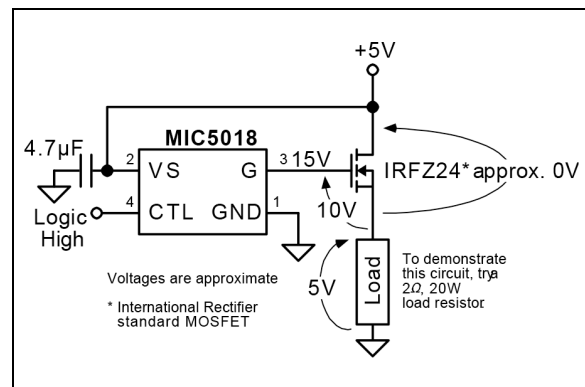 +5V
MIC5018
4.7µF
2
VS
G
3
15V
IRFZ24* approx. 0V
Logic
High
4
CTL
GND
1
10V
5V
Load
To demonstrate
this circuit, trya
2Ω, 20W
load resistor.
Voltages are approximate
* International Rectifier
standard MOSFET